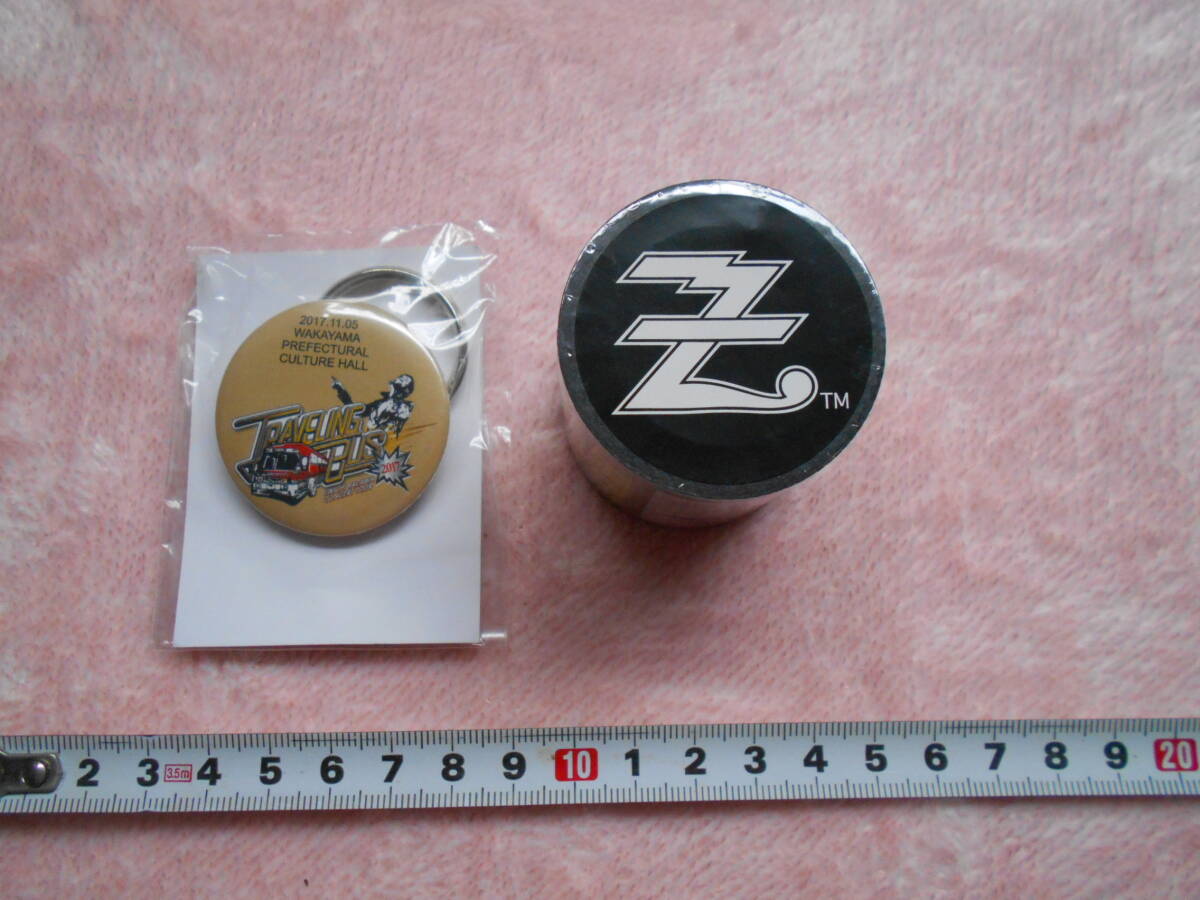 2017.11.05
WAKAYAMA
PREFECTURAL
CULTURE HALL
TRAVELING
BUS
2017
Z TM
2 3 3.5m 4 5 6 7 8 9 10 1 2 3 4 5 6 7 8 9 20